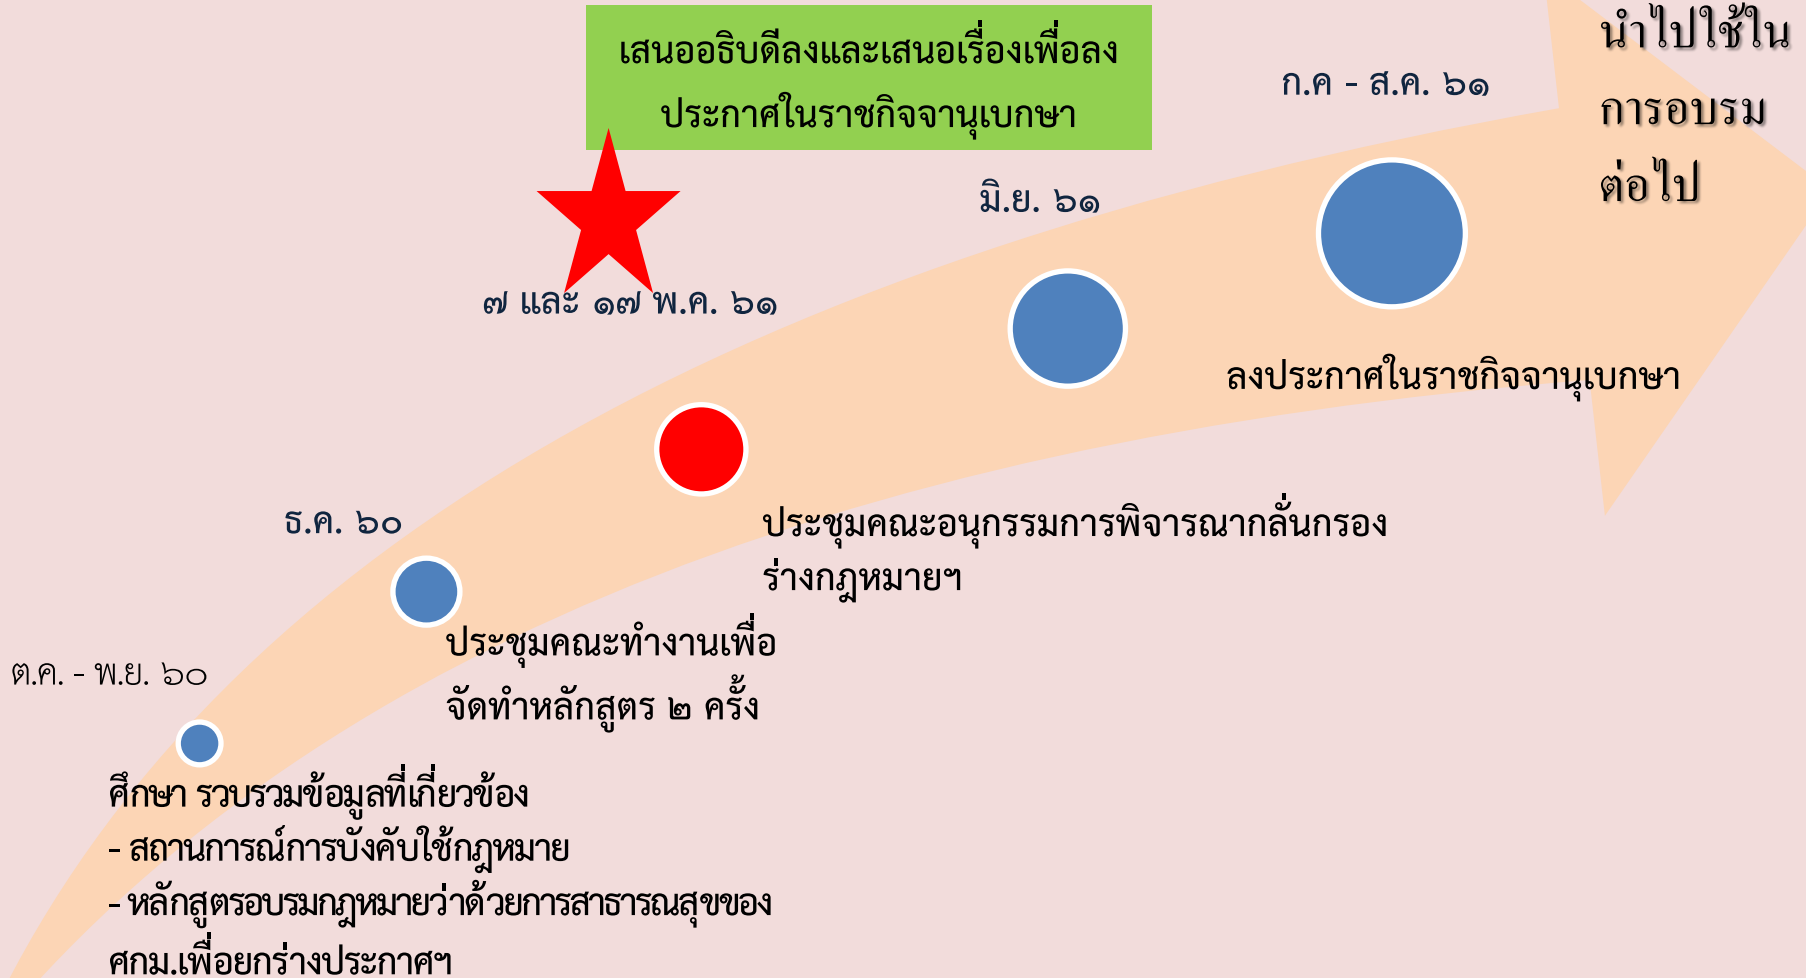 เสนออธิบดีลงและเสนอเรื่องเพื่อลง
ประกาศในราชกิจจานุเบกษา
นำไปใช้ใน
การอบรม
ต่อไป
ก.ค - ส.ค. ๖๑
มิ.ย. ๖๑
๗ และ ๑๗ พ.ค. ๖๑
ลงประกาศในราชกิจจานุเบกษา
ธ.ค. ๖๐
ประชุมคณะอนุกรรมการพิจารณากลั่นกรอง
ร่างกฎหมายฯ
ประชุมคณะทำงานเพื่อ
จัดทำหลักสูตร ๒ ครั้ง
ต.ค. - พ.ย. ๖๐
ศึกษา รวบรวมข้อมูลที่เกี่ยวข้อง
- สถานการณ์การบังคับใช้กฎหมาย
- หลักสูตรอบรมกฎหมายว่าด้วยการสาธารณสุขของ
ศกม.เพื่อยกร่างประกาศฯ